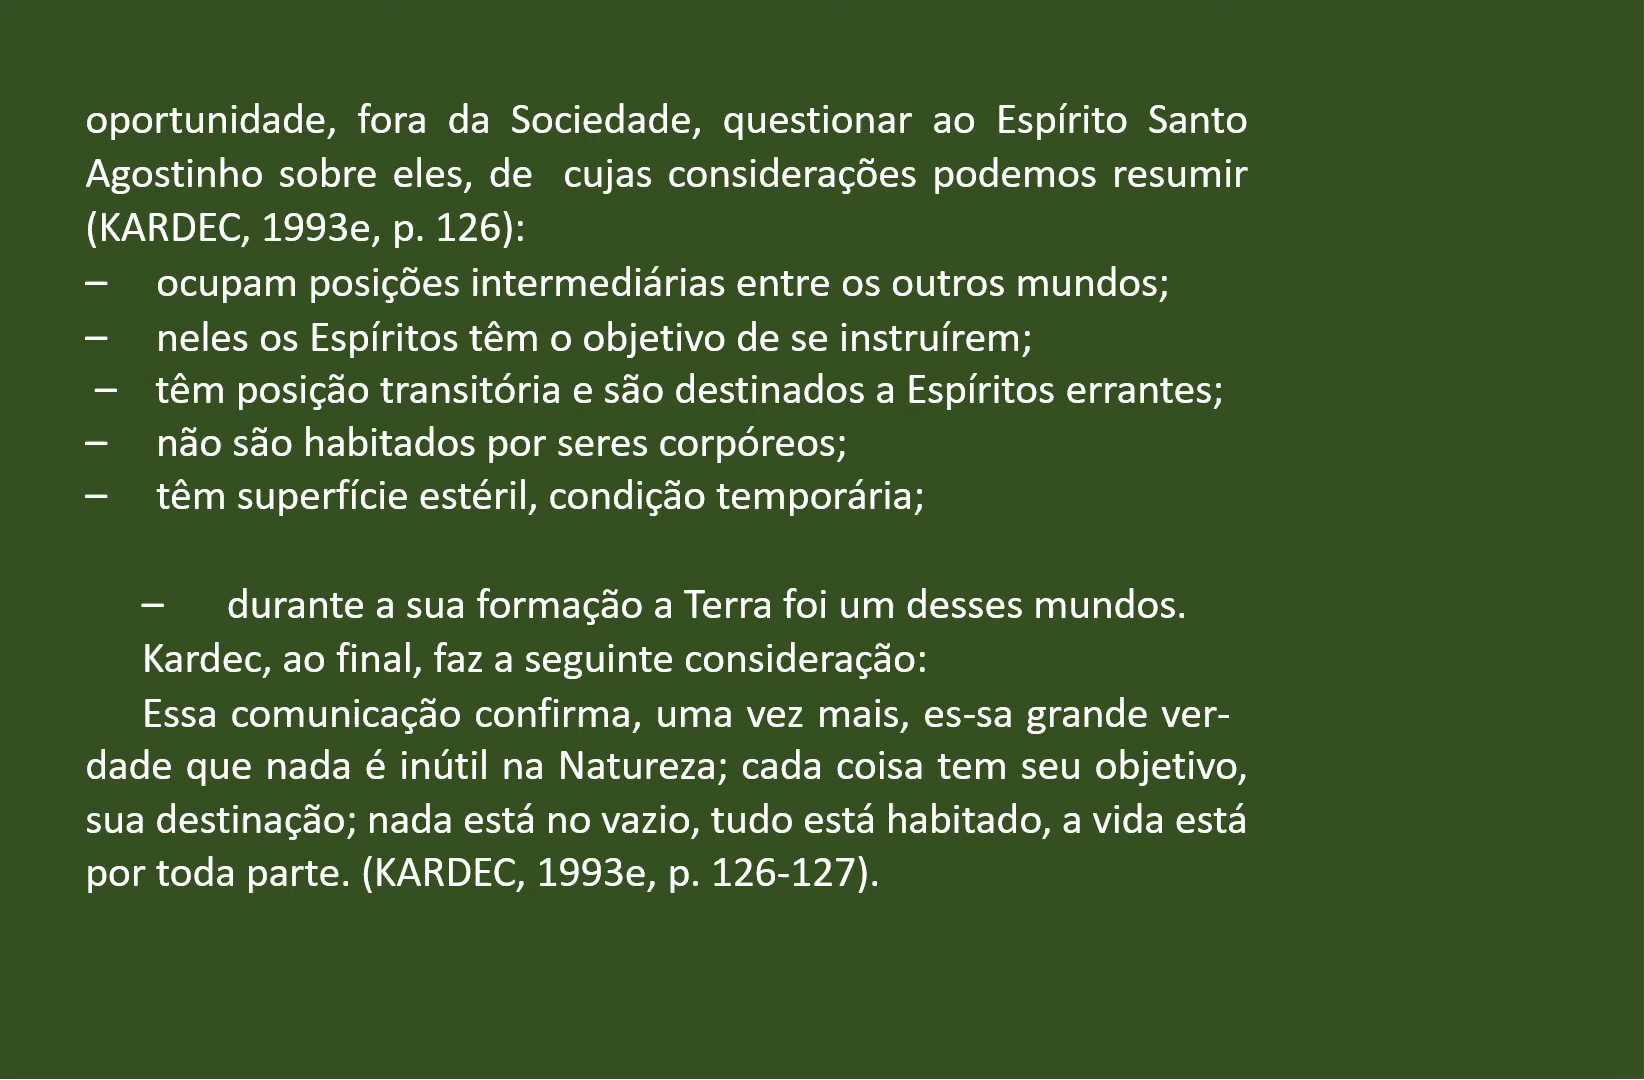 oportunidade, fora da Sociedade, questionar ao Espírito Santo
Agostinho sobre eles, de cujas considerações podemos resumir
(KARDEC, 1993e, p. 126):
– ocupam posições intermediárias entre os outros mundos;
– neles os Espíritos têm o objetivo de se instruírem;
– têm posição transitória e são destinados a Espíritos errantes;
– não são habitados por seres corpóreos;
– têm superfície estéril, condição temporária;
– durante a sua formação a Terra foi um desses mundos.
Kardec, ao final, faz a seguinte consideração:
Essa comunicação confirma, uma vez mais, es-sa grande ver-
dade que nada é inútil na Natureza; cada coisa tem seu objetivo,
sua destinação; nada está no vazio, tudo está habitado, a vida está
por toda parte. (KARDEC, 1993e, p. 126-127).